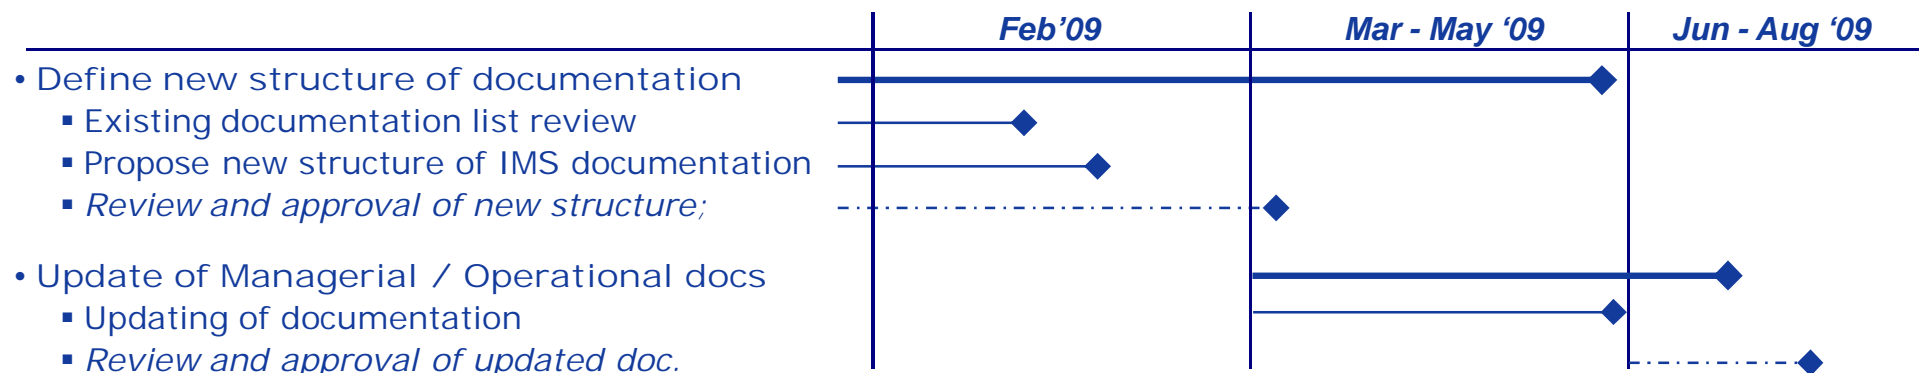 Feb’09 Mar - May ‘09 Jun - Aug ‘09
• Define new structure of documentation
▪ Existing documentation list review
▪ Propose new structure of IMS documentation
▪ Review and approval of new structure;
• Update of Managerial / Operational docs
▪ Updating of documentation
▪ Review and approval of updated doc.